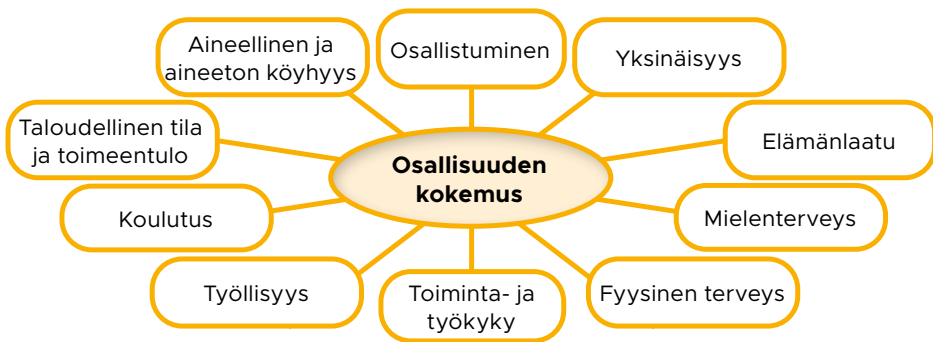 Aineellinen ja
aineeton köyhyys
Osallistuminen
Yksinäisyys
Taloudellinen tila
ja toimeentulo
Elämänlaatu
Osallisuuden
kokemus
Koulutus
Mielenterveys
Työllisyys
Toiminta- ja
työkyky
Fyysinen terveys